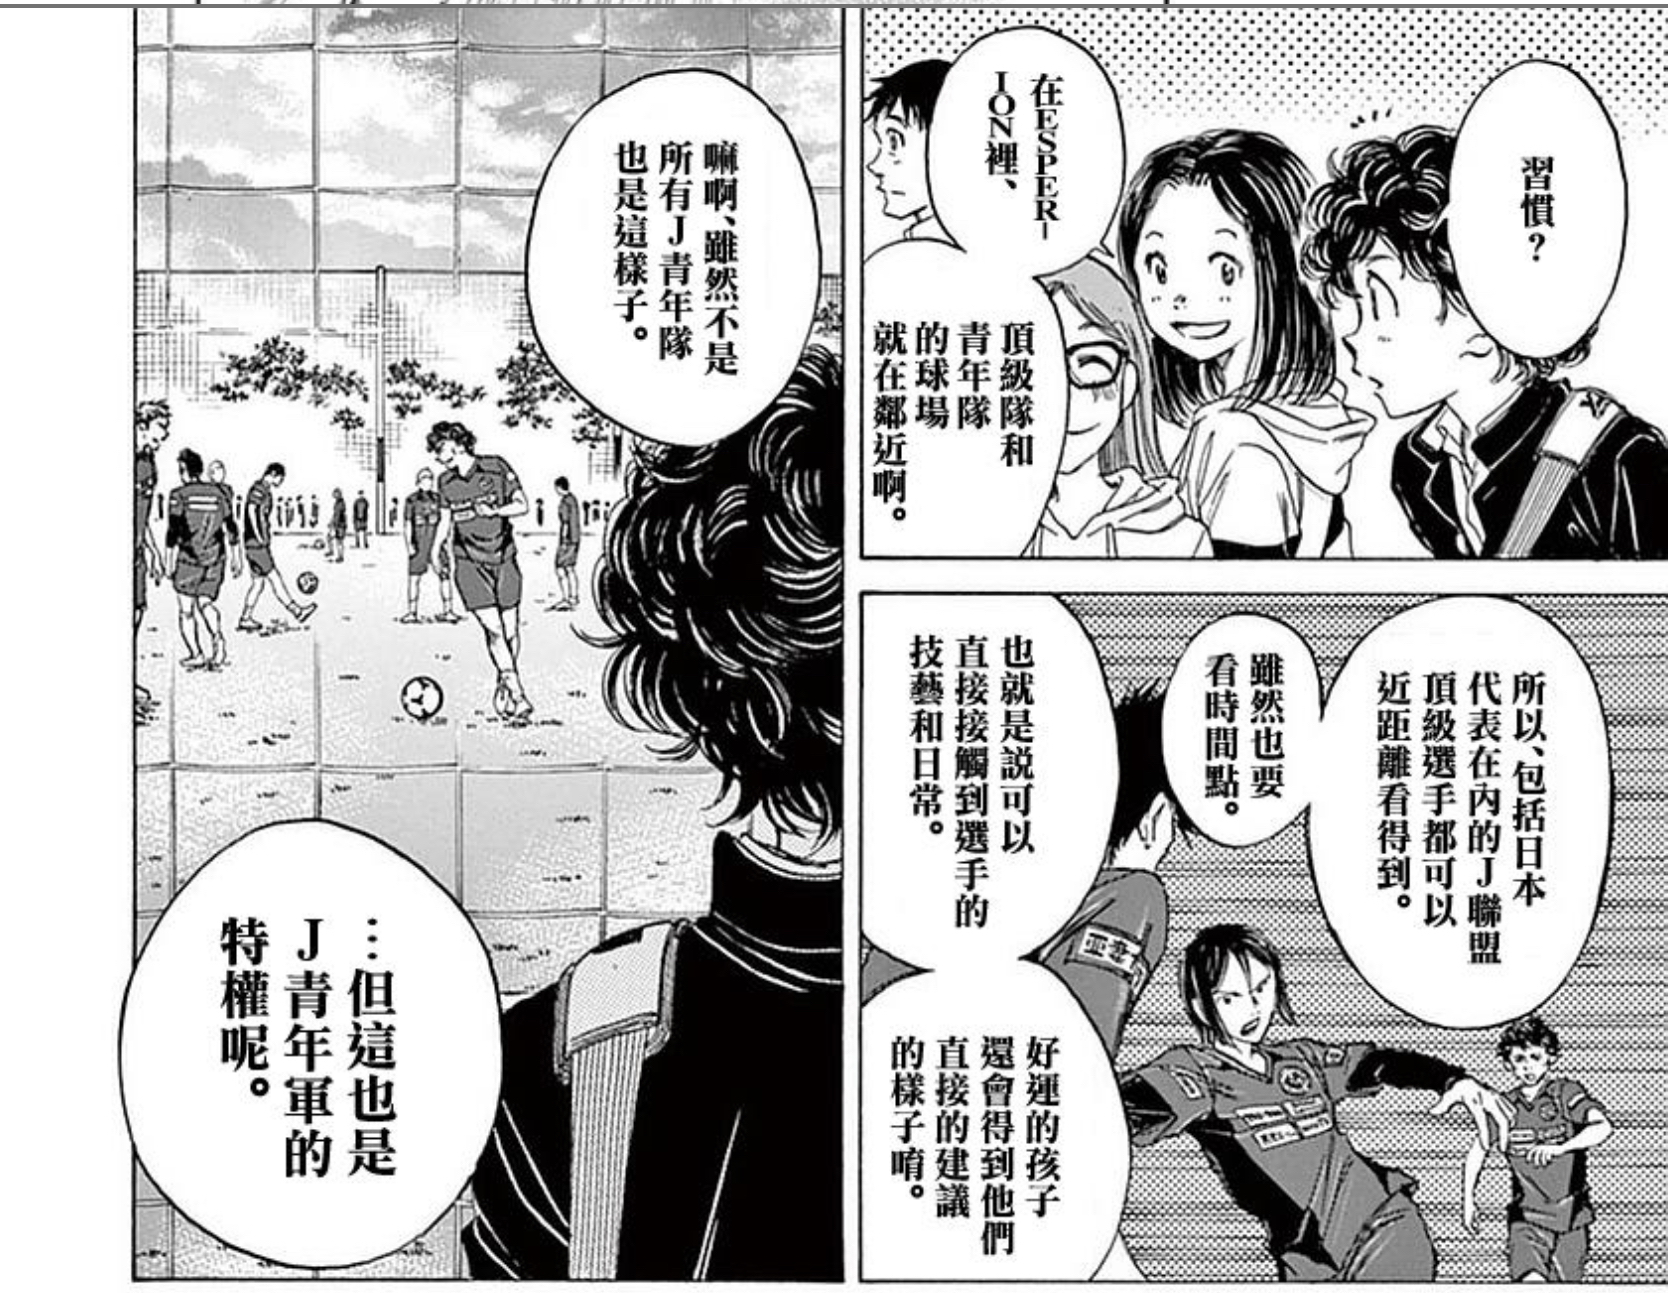 習慣?
在ESPER-
ION裡、
頂級隊和
青年隊
的球場
就在鄰近啊。
所以、包括日本
代表在內的J聯盟
頂級選手都可以
近距離看得到。
雖然也要
看時間點。
也就是説可以
直接接觸到選手的
技藝和日常。
好運的孩子
還會得到他們
直接的建議
的樣子唷。
嘛啊、雖然不是
所有J青年隊
也是這樣子。
…但這也是
J青年軍的
特權呢。